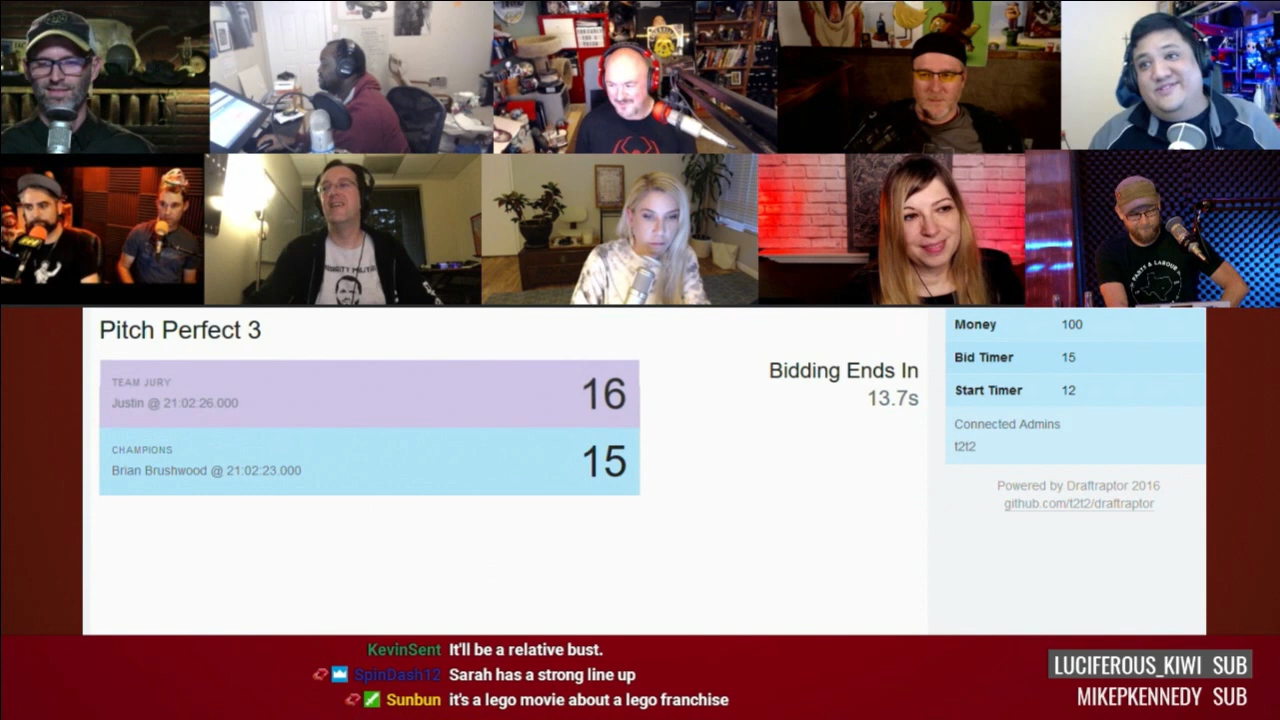 Pitch Perfect 3
TEAM JURY
Justin @ 21:02:26.000
16
CHAMPIONS
Brian Brushwood @ 21:02:23.000
15
Bidding Ends In
13.7s
Money 100
Bid Timer 15
Start Timer 12
Connected Admins
t2t2
Powered by Draftraptor 2016
github.com/t2t2/draftraptor
KevinSent It'll be a relative bust.
SpinDash12 Sarah has a strong line up
Sunbun it's a lego movie about a lego franchise
LUCIFEROUS_KIWI SUB
MIKEPKENNEDY SUB